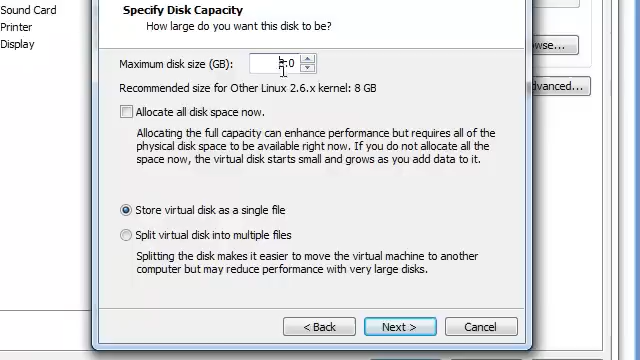 Sound Card
Printer
Display
Specify Disk Capacity
How large do you want this disk to be?
Maximum disk size (GB):
Recommended size for Other Linux 2.6.x kernel: 8 GB
Allocate all disk space now.
Allocating the full capacity can enhance performance but requires all of the
physical disk space to be available right now. If you do not allocate all the
space now, the virtual disk starts small and grows as you add data to it.
Store virtual disk as a single file
Split virtual disk into multiple files
Splitting the disk makes it easier to move the virtual machine to another
computer but may reduce performance with very large disks.
< Back
Next >
Cancel